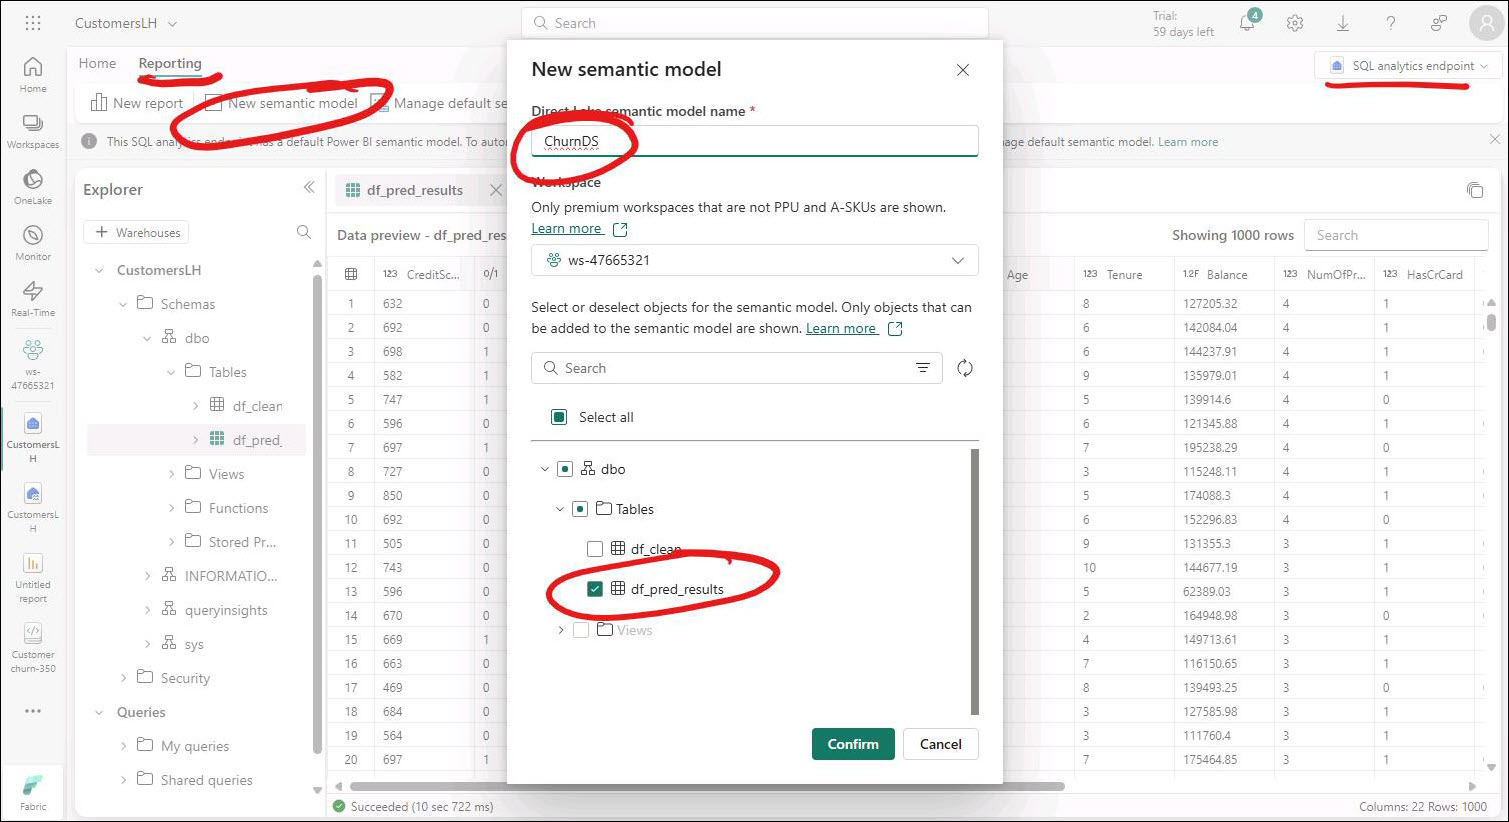 CustomersLH
Search
Trial:
59 days left
4
Home
Reporting
SQL analytics endpoint
New report
New semantic model
Manage default se
This SQL analytics endpoint has a default Power BI semantic model. To auto
nage default semantic model. Learn more
Home
Workspaces
OneLake
Monitor
Real-Time
ws-
47665321
CustomersL
H
CustomersL
H
Untitled
report
Customer
churn-350
Fabric
Explorer
Warehouses
CustomersLH
Schemas
dbo
Tables
df_clean
df_pred_
Views
Functions
Stored Pr...
INFORMATIO...
queryinsights
sys
Security
Queries
My queries
Shared queries
df_pred_results
Data preview - df_pred_res
Showing 1000 rows
Search
123 CreditSc... 0/1
Age 123 Tenure 1.2F Balance 123 NumOfPr... 123 HasCrCard
1 632 0 8 127205.32 4 1
2 692 0 6 142084.04 4 1
3 698 1 6 144237.91 4 1
4 582 1 9 135979.01 4 1
5 747 1 5 139914.6 4 0
6 596 0 6 121345.88 4 1
7 697 1 7 195238.29 4 0
8 727 0 3 115248.11 4 1
9 850 0 5 174088.3 4 1
10 692 0 6 152296.83 4 0
11 505 0 9 131355.3 3 1
12 743 0 10 144677.19 3 1
13 596 0 5 62389.03 3 1
14 670 0 2 164948.98 3 0
15 669 1 4 149713.61 3 1
16 663 0 7 116150.65 3 1
17 469 0 8 139493.25 3 0
18 684 0 3 127585.98 3 1
19 564 0 3 111760.4 3 1
20 697 1 7 175464.85 3 1
Succeeded (10 sec 722 ms)
Columns: 22 Rows: 1000
New semantic model
Direct Lake semantic model name *
ChurnDS
Workspace
Only premium workspaces that are not PPU and A-SKUs are shown.
Learn more
ws-47665321
Select or deselect objects for the semantic model. Only objects that can
be added to the semantic model are shown. Learn more
Search
Select all
dbo
Tables
df_clean
df_pred_results
Views
Confirm
Cancel